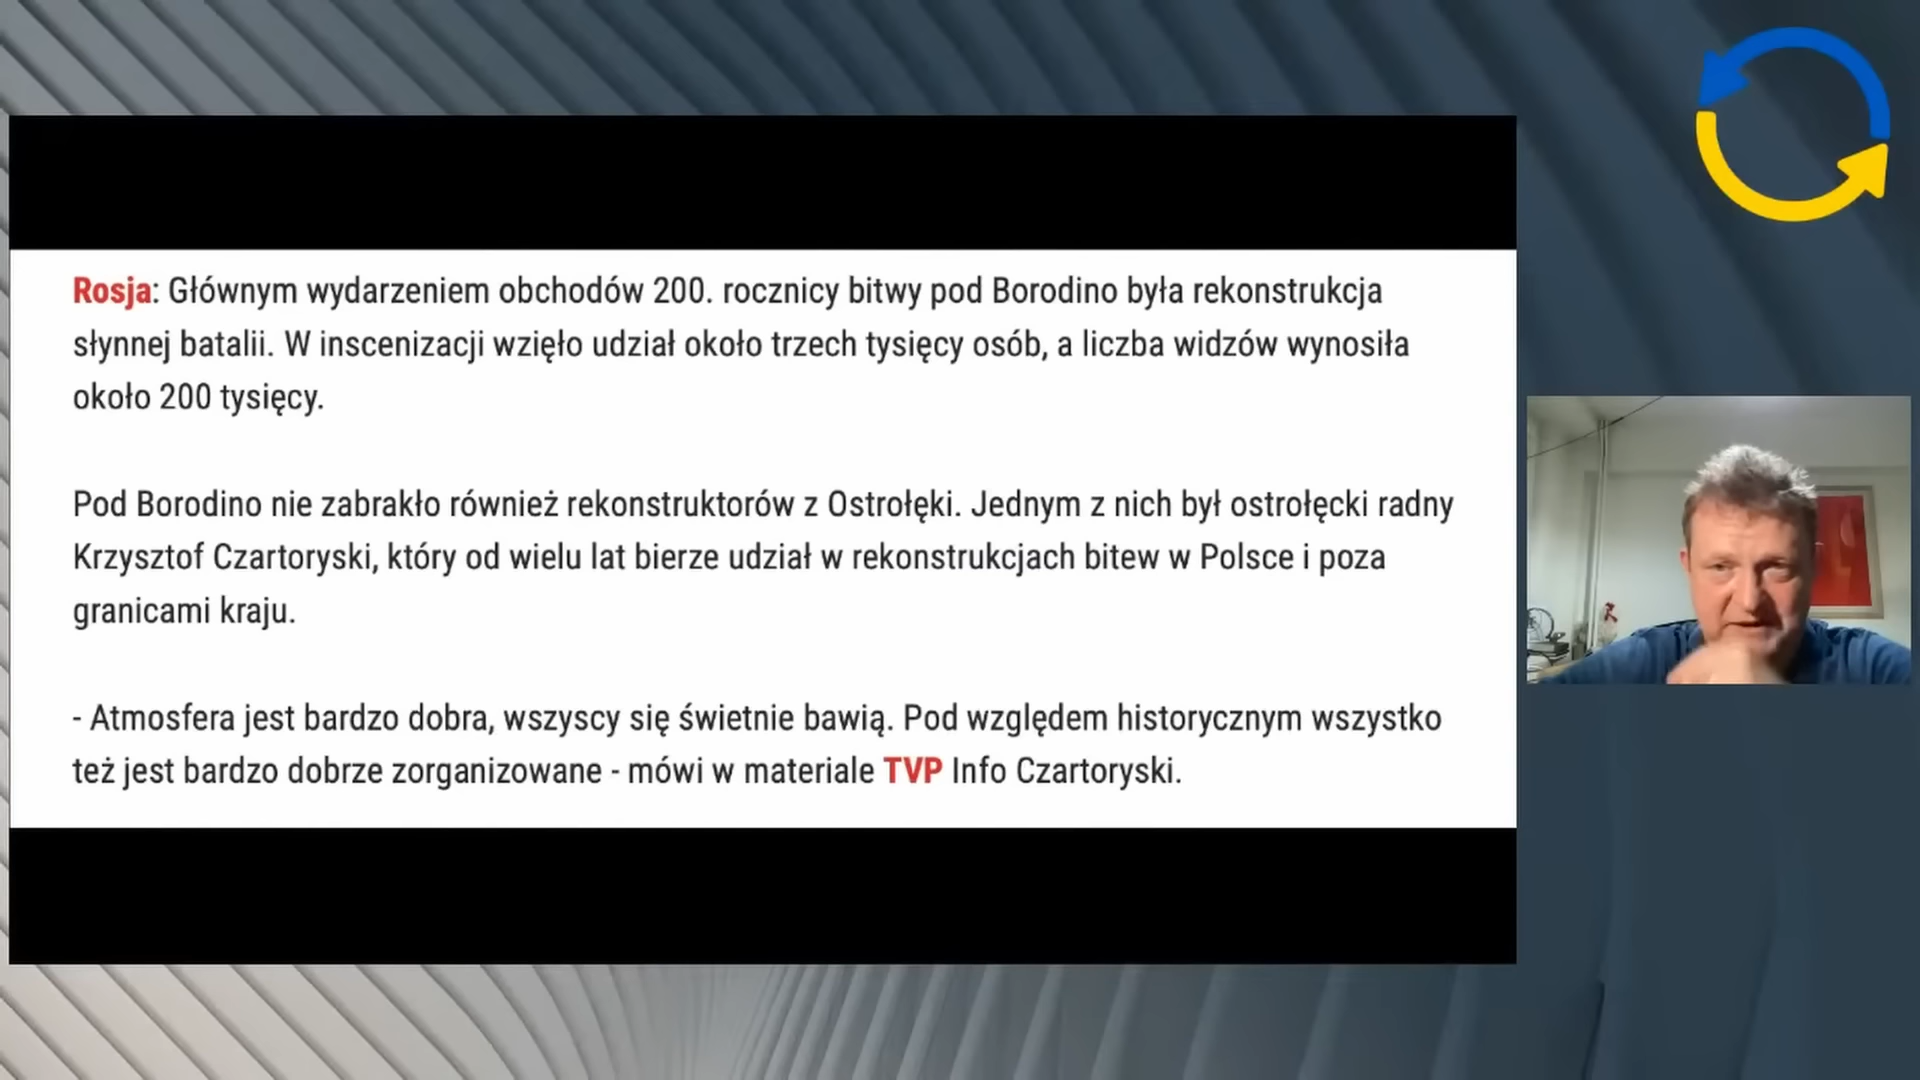 Rosja: Głównym wydarzeniem obchodów 200. rocznicy bitwy pod Borodino była rekonstrukcja
słynnej batalii. W inscenizacji wzięło udział około trzech tysięcy osób, a liczba widzów wynosiła
około 200 tysięcy.
Pod Borodino nie zabrakło również rekonstruktorów z Ostrołęki. Jednym z nich był ostrołęcki radny
Krzysztof Czartoryski, który od wielu lat bierze udział w rekonstrukcjach bitew w Polsce i poza
granicami kraju.
- Atmosfera jest bardzo dobra, wszyscy się świetnie bawią. Pod względem historycznym wszystko
też jest bardzo dobrze zorganizowane - mówi w materiale TVP Info Czartoryski.